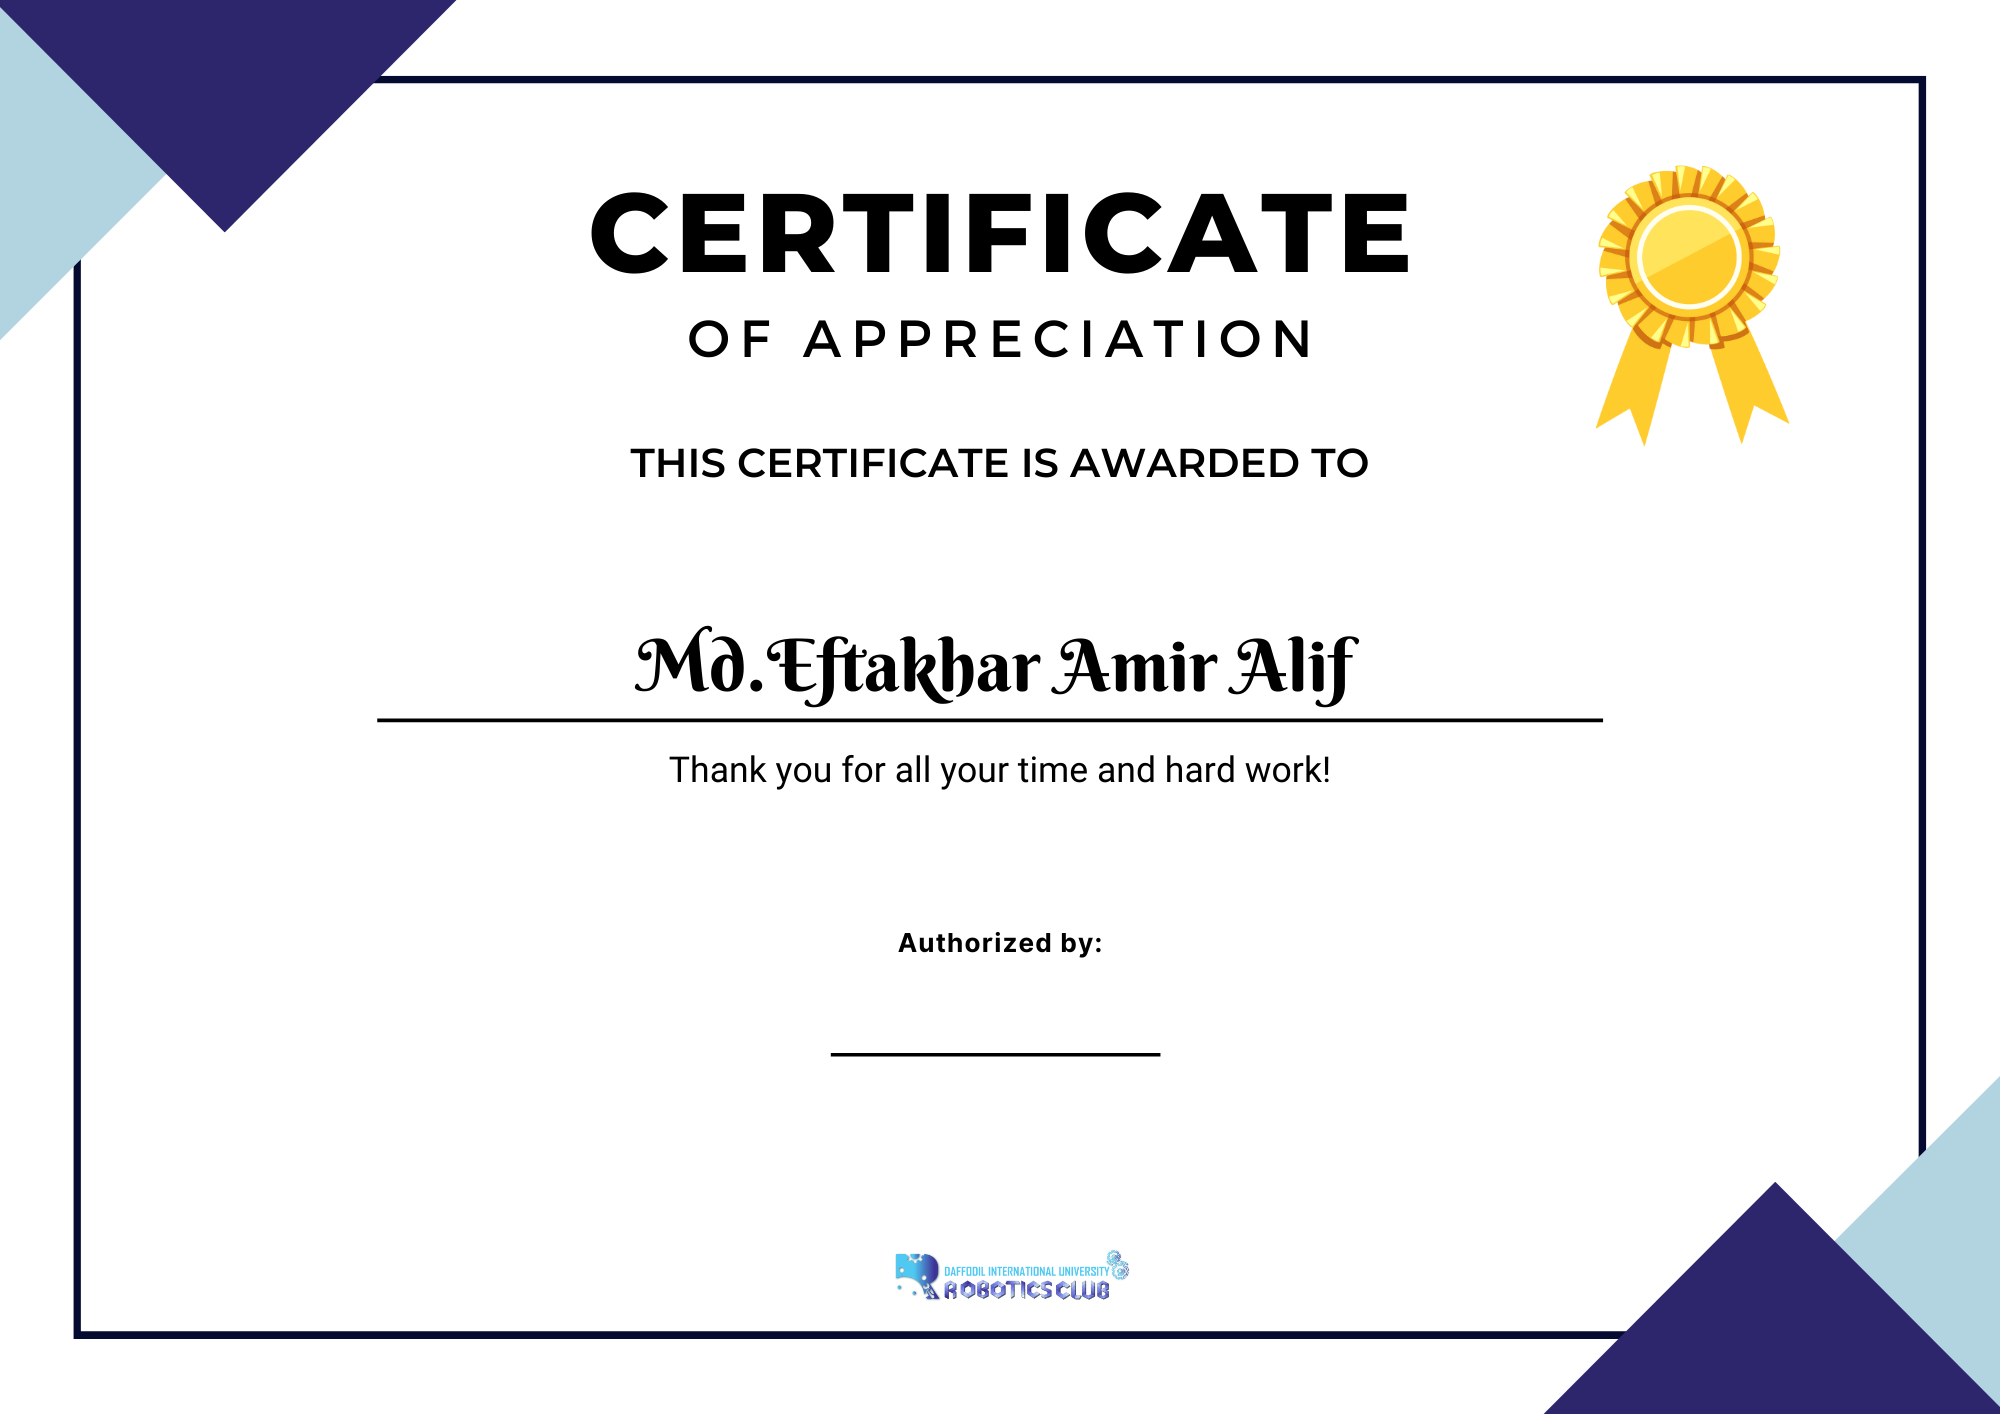 CERTIFICATE
OF APPRECIATION
THIS CERTIFICATE IS AWARDED TO
Md.Eftakhar Amir Alif
Thank you for all your time and hard work!
Authorized by:
DAFFODIL INTERNATIONAL UNIVERSITY
ROBOTICS CLUB